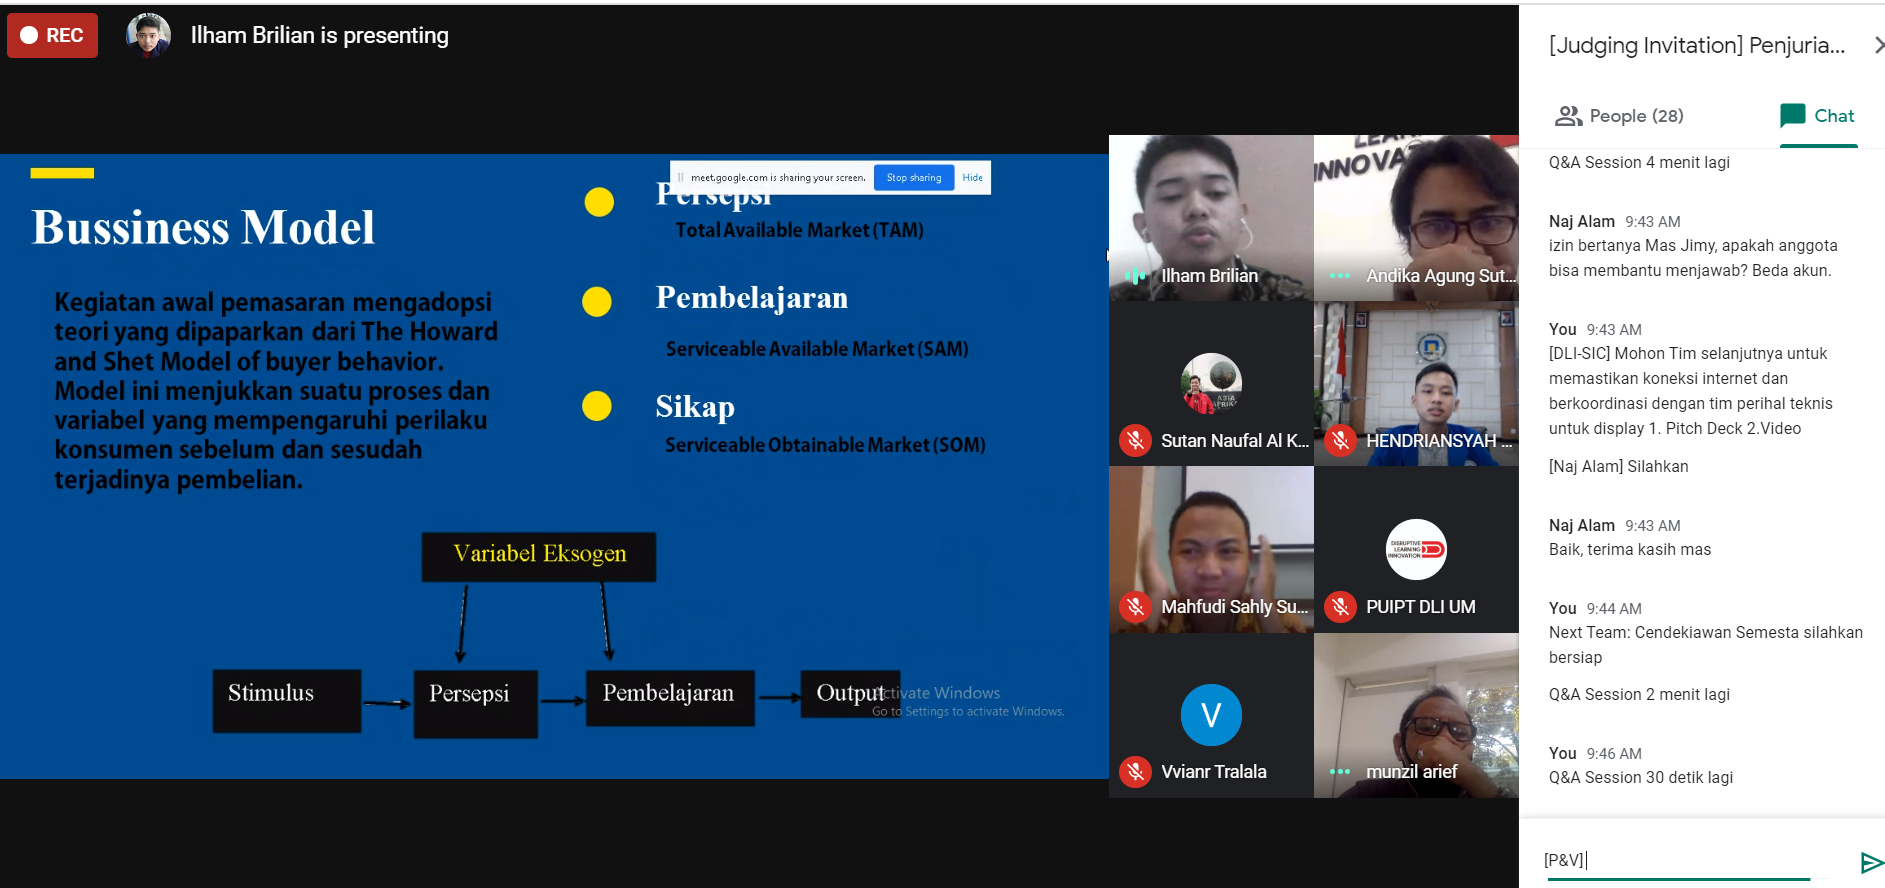 REC
Ilham Brilian is presenting
meet.google.com is sharing your screen.
Stop sharing
Hide
Bussiness Model
Kegiatan awal pemasaran mengadopsi
teori yang dipaparkan dari The Howard
and Shet Model of buyer behavior.
Model ini menjukkan suatu proses dan
variabel yang mempengaruhi perilaku
konsumen sebelum dan sesudah
terjadinya pembelian.
Persepsi
Total Available Market (TAM)
Pembelajaran
Serviceable Available Market (SAM)
Sikap
Serviceable Obtainable Market (SOM)
Variabel Eksogen
Stimulus
Persepsi
Pembelajaran
Output
Activate Windows
Go to Settings to activate Windows.
INNOVA
Ilham Brilian
Andika Agung Sut...
Sutan Naufal Al K...
HENDRIANSYAH ...
Mahfudi Sahly Su...
DISRUPTIVE
LEARNING
INNOVATION
PUIPT DLI UM
V
Vvianr Tralala
munzil arief
[Judging Invitation] Penjuria...
People (28)
Chat
Q&A Session 4 menit lagi
Naj Alam 9:43 AM
izin bertanya Mas Jimy, apakah anggota
bisa membantu menjawab? Beda akun.
You 9:43 AM
[DLI-SIC] Mohon Tim selanjutnya untuk
memastikan koneksi internet dan
berkoordinasi dengan tim perihal teknis
untuk display 1. Pitch Deck 2.Video
[Naj Alam] Silahkan
Naj Alam 9:43 AM
Baik, terima kasih mas
You 9:44 AM
Next Team: Cendekiawan Semesta silahkan
bersiap
Q&A Session 2 menit lagi
You 9:46 AM
Q&A Session 30 detik lagi
[P&V]